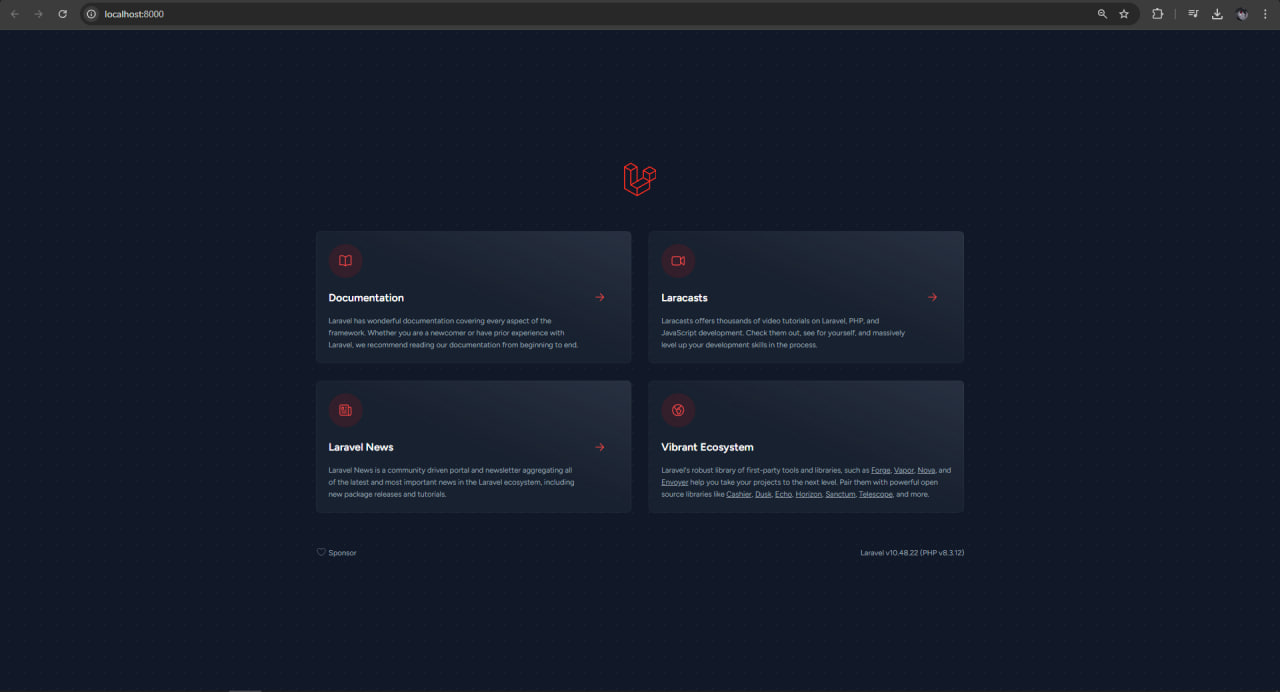 localhost:8000
Documentation
Laravel has wonderful documentation covering every aspect of the
framework. Whether you are a newcomer or have prior experience with
Laravel, we recommend reading our documentation from beginning to end.
Laracasts
Laracasts offers thousands of video tutorials on Laravel, PHP, and
JavaScript development. Check them out, see for yourself, and massively
level up your development skills in the process.
Laravel News
Laravel News is a community driven portal and newsletter aggregating all
of the latest and most important news in the Laravel ecosystem, including
new package releases and tutorials.
Vibrant Ecosystem
Laravel's robust library of first-party tools and libraries, such as Forge, Vapor, Nova, and
Envoyer help you take your projects to the next level. Pair them with powerful open
source libraries like Cashier, Dusk, Echo, Horizon, Sanctum, Telescope, and more.
Sponsor
Laravel v10.48.22 (PHP v8.3.12)